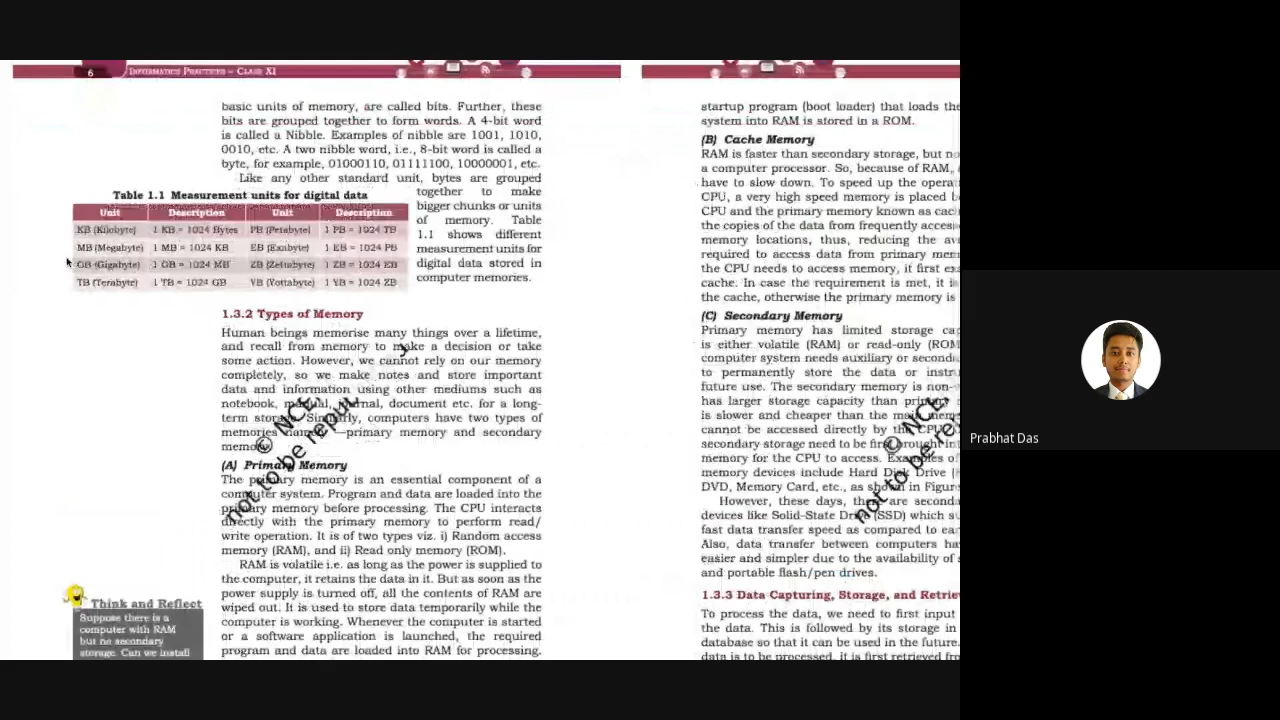 6 INFORMATICS PRACTICES – CLASS XI
basic units of memory, are called bits. Further, these
bits are grouped together to form words. A 4-bit word
is called a Nibble. Examples of nibble are 1001, 1010,
0010, etc. A two nibble word, i.e., 8-bit word is called a
byte, for example, 01000110, 01111100, 10000001, etc.
Like any other standard unit, bytes are grouped
together to make
bigger chunks or units
of memory. Table
1.1 shows different
measurement units for
digital data stored in
computer memories.
Table 1.1 Measurement units for digital data
Unit Description Unit Description
KB (Kilobyte) 1 KB = 1024 Bytes PB (Petabyte) 1 PB = 1024 TB
MB (Megabyte) 1 MB = 1024 KB EB (Exabyte) 1 EB = 1024 PB
GB (Gigabyte) 1 GB = 1024 MB ZB (Zettabyte) 1 ZB = 1024 EB
TB (Terabyte) 1 TB = 1024 GB YB (Yottabyte) 1 YB = 1024 ZB
1.3.2 Types of Memory
Human beings memorise many things over a lifetime,
and recall from memory to make a decision or take
some action. However, we cannot rely on our memory
completely, so we make notes and store important
data and information using other mediums such as
notebook, manual, journal, document etc. for a long-
term storage. Similarly, computers have two types of
memories —primary memory and secondary
memory
(A) Primary Memory
The primary memory is an essential component of a
computer system. Program and data are loaded into the
primary memory before processing. The CPU interacts
directly with the primary memory to perform read/
write operation. It is of two types viz. i) Random access
memory (RAM), and ii) Read only memory (ROM).
RAM is volatile i.e. as long as the power is supplied to
the computer, it retains the data in it. But as soon as the
power supply is turned off, all the contents of RAM are
wiped out. It is used to store data temporarily while the
computer is working. Whenever the computer is started
or a software application is launched, the required
program and data are loaded into RAM for processing.
Think and Reflect
Suppose there is a
computer with RAM
but no secondary
storage. Can we install
© NCE
not to be repu
startup program (boot loader) that loads the
system into RAM is stored in a ROM.
(B) Cache Memory
RAM is faster than secondary storage, but no
a computer processor. So, because of RAM,
have to slow down. To speed up the opera
CPU, a very high speed memory is placed b
CPU and the primary memory known as cac
the copies of the data from frequently acces
memory locations, thus, reducing the av
required to access data from primary mem
the CPU needs to access memory, it first ex
cache. In case the requirement is met, it i
the cache, otherwise the primary memory is
(C) Secondary Memory
Primary memory has limited storage cap
is either volatile (RAM) or read-only (ROM
computer system needs auxiliary or second
to permanently store the data or instr
future use. The secondary memory is non-
has larger storage capacity than primary
is slower and cheaper than the main mem
cannot be accessed directly by the CPU
secondary storage need to be first brought in
memory for the CPU to access. Examples of
memory devices include Hard Disk Drive (
DVD, Memory Card, etc., as shown in Figur
However, these days, there are second
devices like Solid-State Drive (SSD) which su
fast data transfer speed as compared to ea
Also, data transfer between computers ha
easier and simpler due to the availability of
and portable flash/pen drives.
1.3.3 Data Capturing, Storage, and Retrie
To process the data, we need to first input
the data. This is followed by its storage in
database so that it can be used in the future.
data is to be processed, it is first retrieved fro
© NCE
not to be re
Prabhat Das